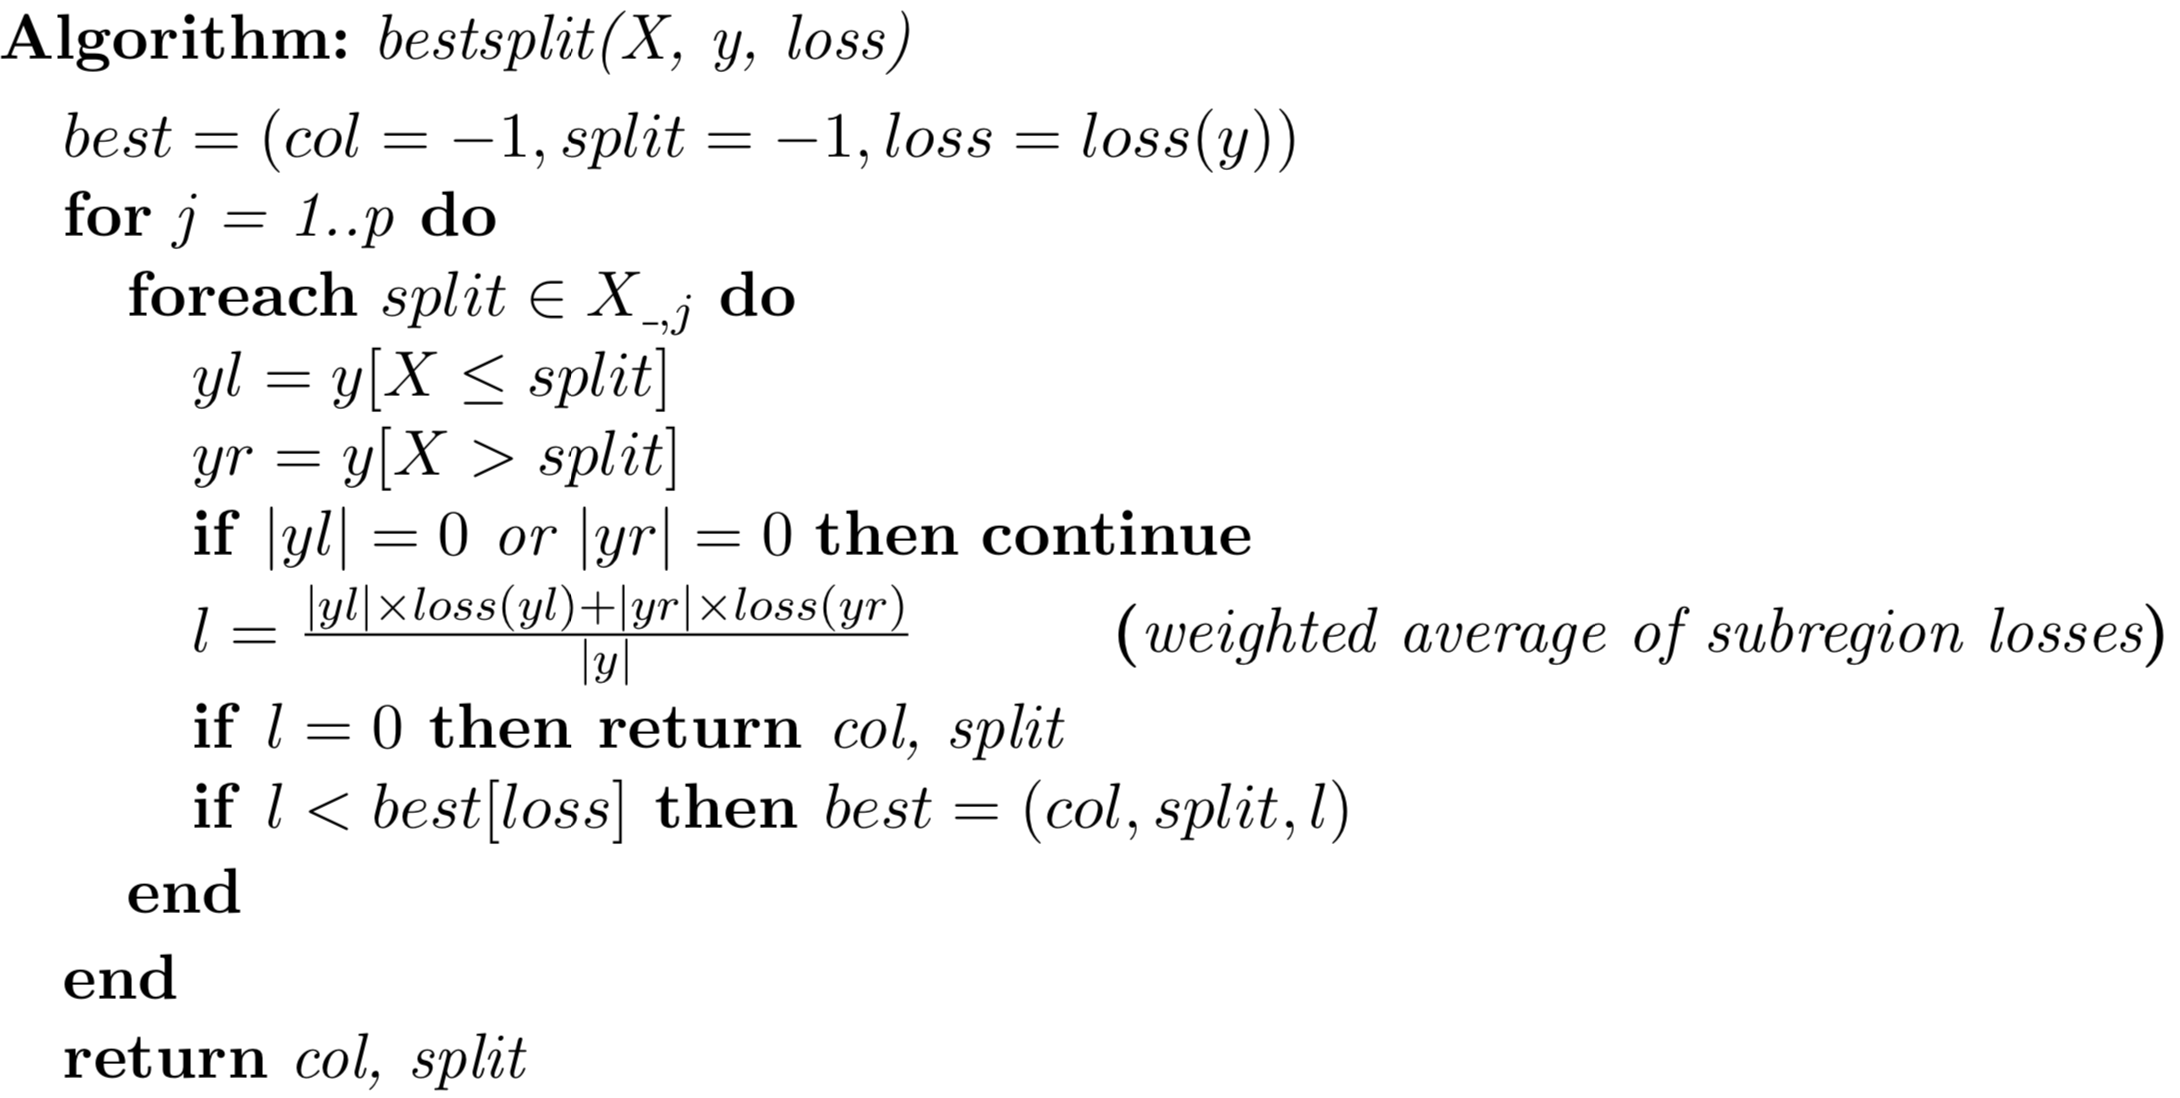 Algorithm: bestsplit(X, y, loss)
best = (col = −1, split = −1, loss = loss(y))
for j = 1..p do
foreach split ∈ X_{_,j} do
yl = y[X ≤ split]
yr = y[X > split]
if |yl| = 0 or |yr| = 0 then continue
l = \frac{|yl|×loss(yl)+|yr|×loss(yr)}{|y|} (weighted average of subregion losses)
if l = 0 then return col, split
if l < best[loss] then best = (col, split, l)
end
end
return col, split